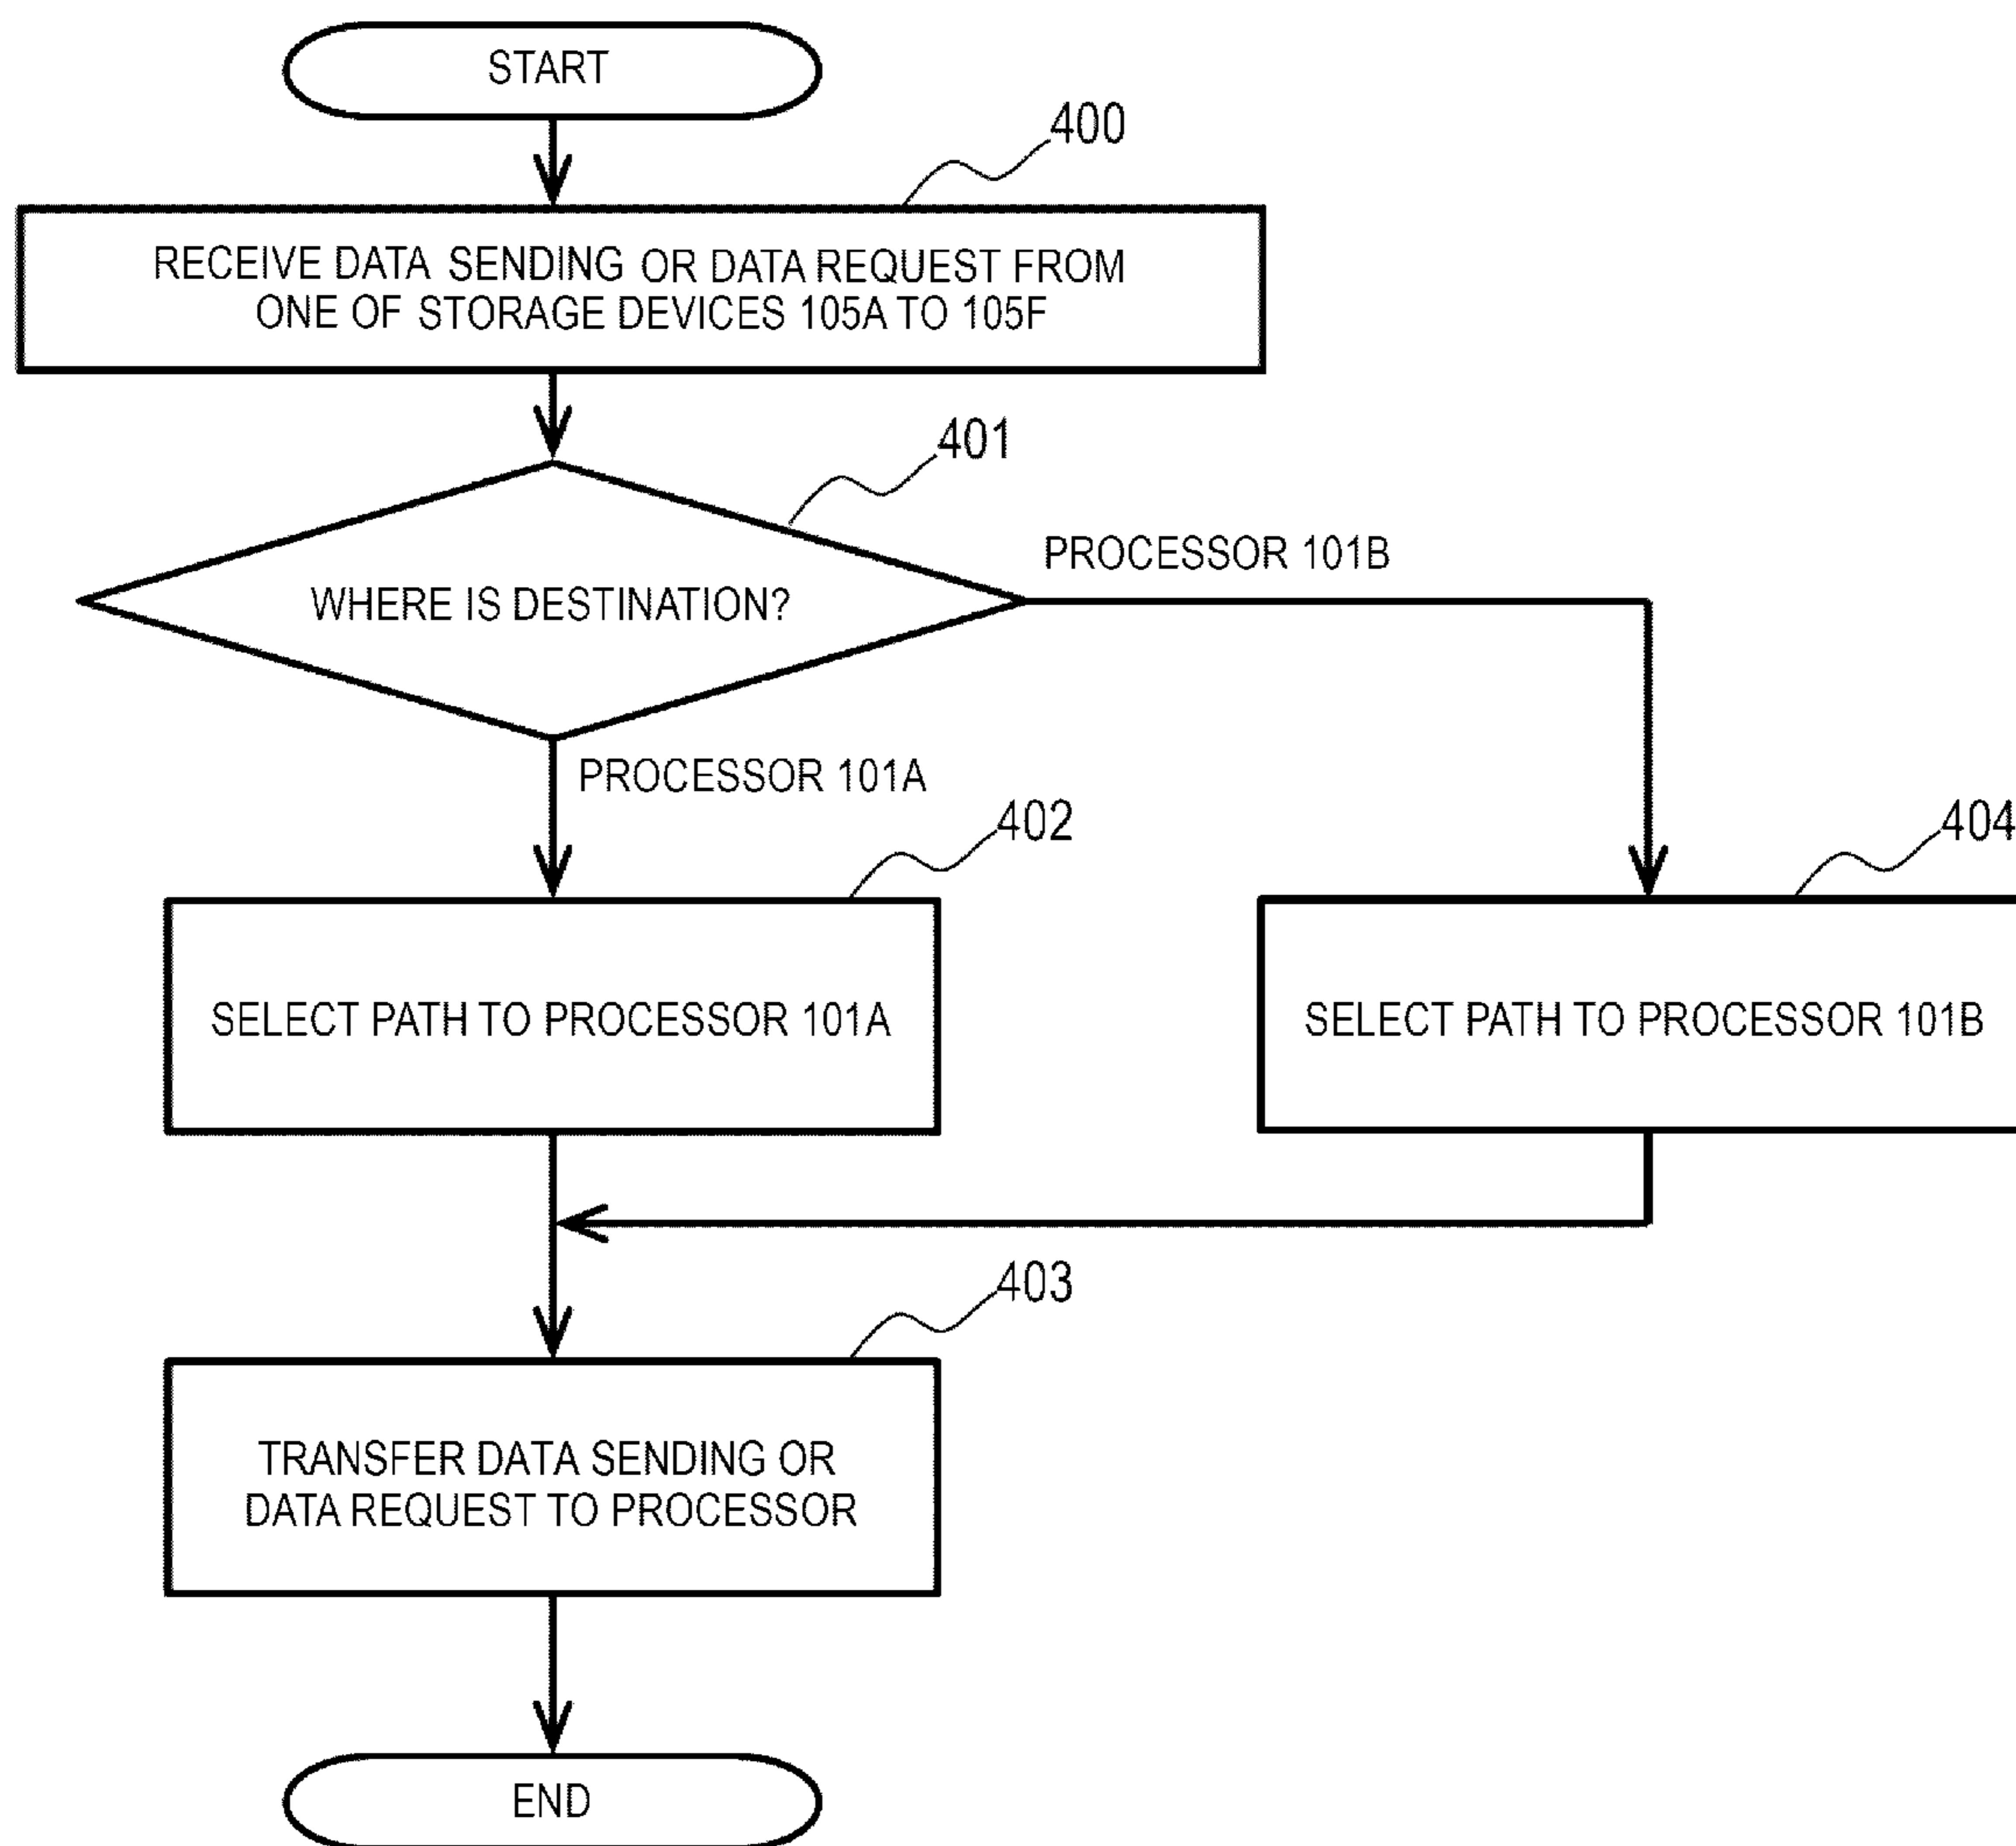 START
400
RECEIVE DATA SENDING OR DATA REQUEST FROM
ONE OF STORAGE DEVICES 105A TO 105F
401
PROCESSOR 101B
WHERE IS DESTINATION?
PROCESSOR 101A
402
404
SELECT PATH TO PROCESSOR 101A
SELECT PATH TO PROCESSOR 101B
403
TRANSFER DATA SENDING OR
DATA REQUEST TO PROCESSOR
END